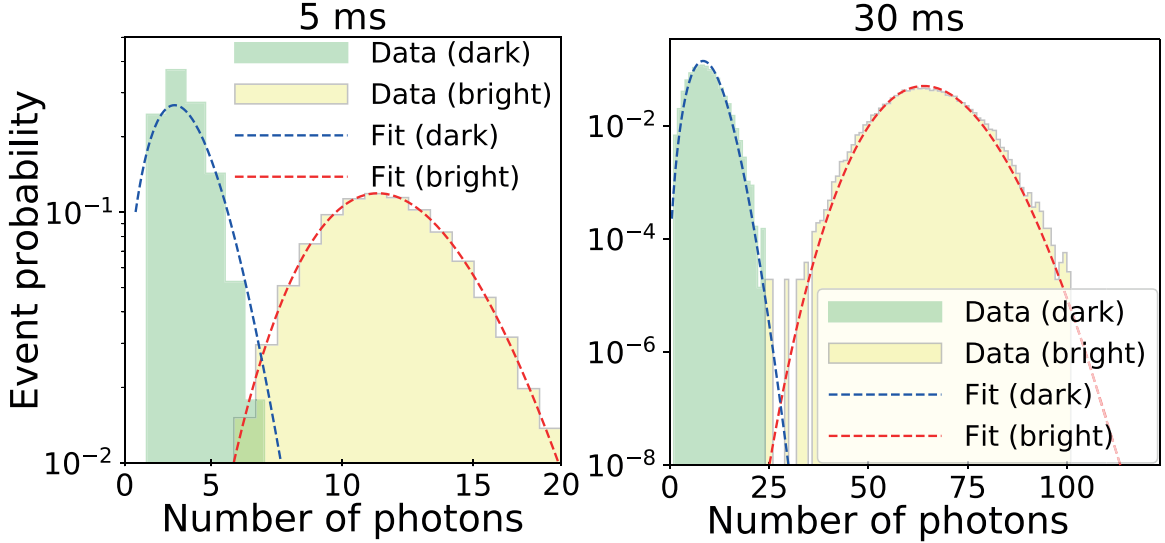 5 ms
Event probability
10⁻¹
10⁻²
Data (dark)
Data (bright)
Fit (dark)
Fit (bright)
0 5 10 15 20
Number of photons
30 ms
10⁻²
10⁻⁴
10⁻⁶
10⁻⁸
Data (dark)
Data (bright)
Fit (dark)
Fit (bright)
0 25 50 75 100
Number of photons